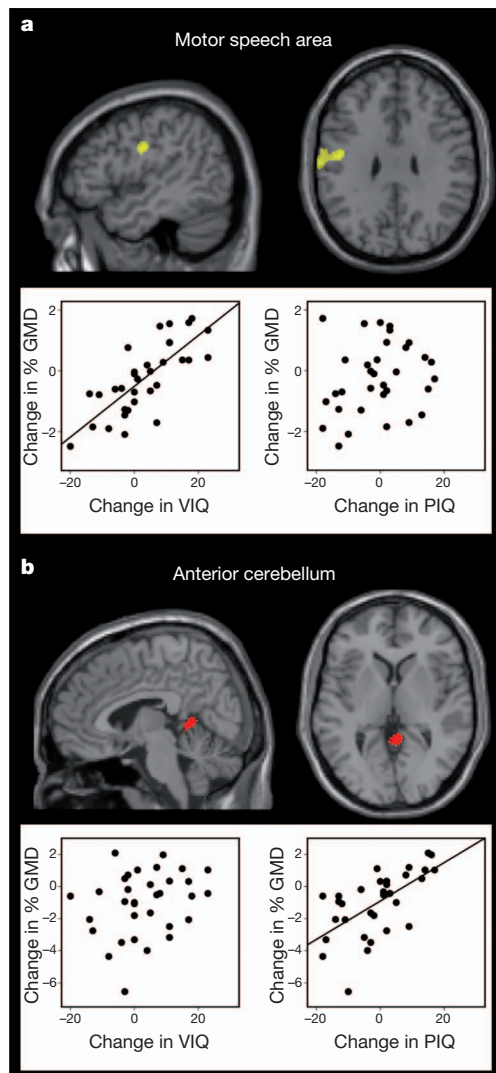 a
Motor speech area
Change in % GMD
2
0
−2
−20
0
20
Change in VIQ
Change in % GMD
2
0
−2
−20
0
20
Change in PIQ
b
Anterior cerebellum
Change in % GMD
2
0
−2
−4
−6
−20
0
20
Change in VIQ
Change in % GMD
2
0
−2
−4
−6
−20
0
20
Change in PIQ